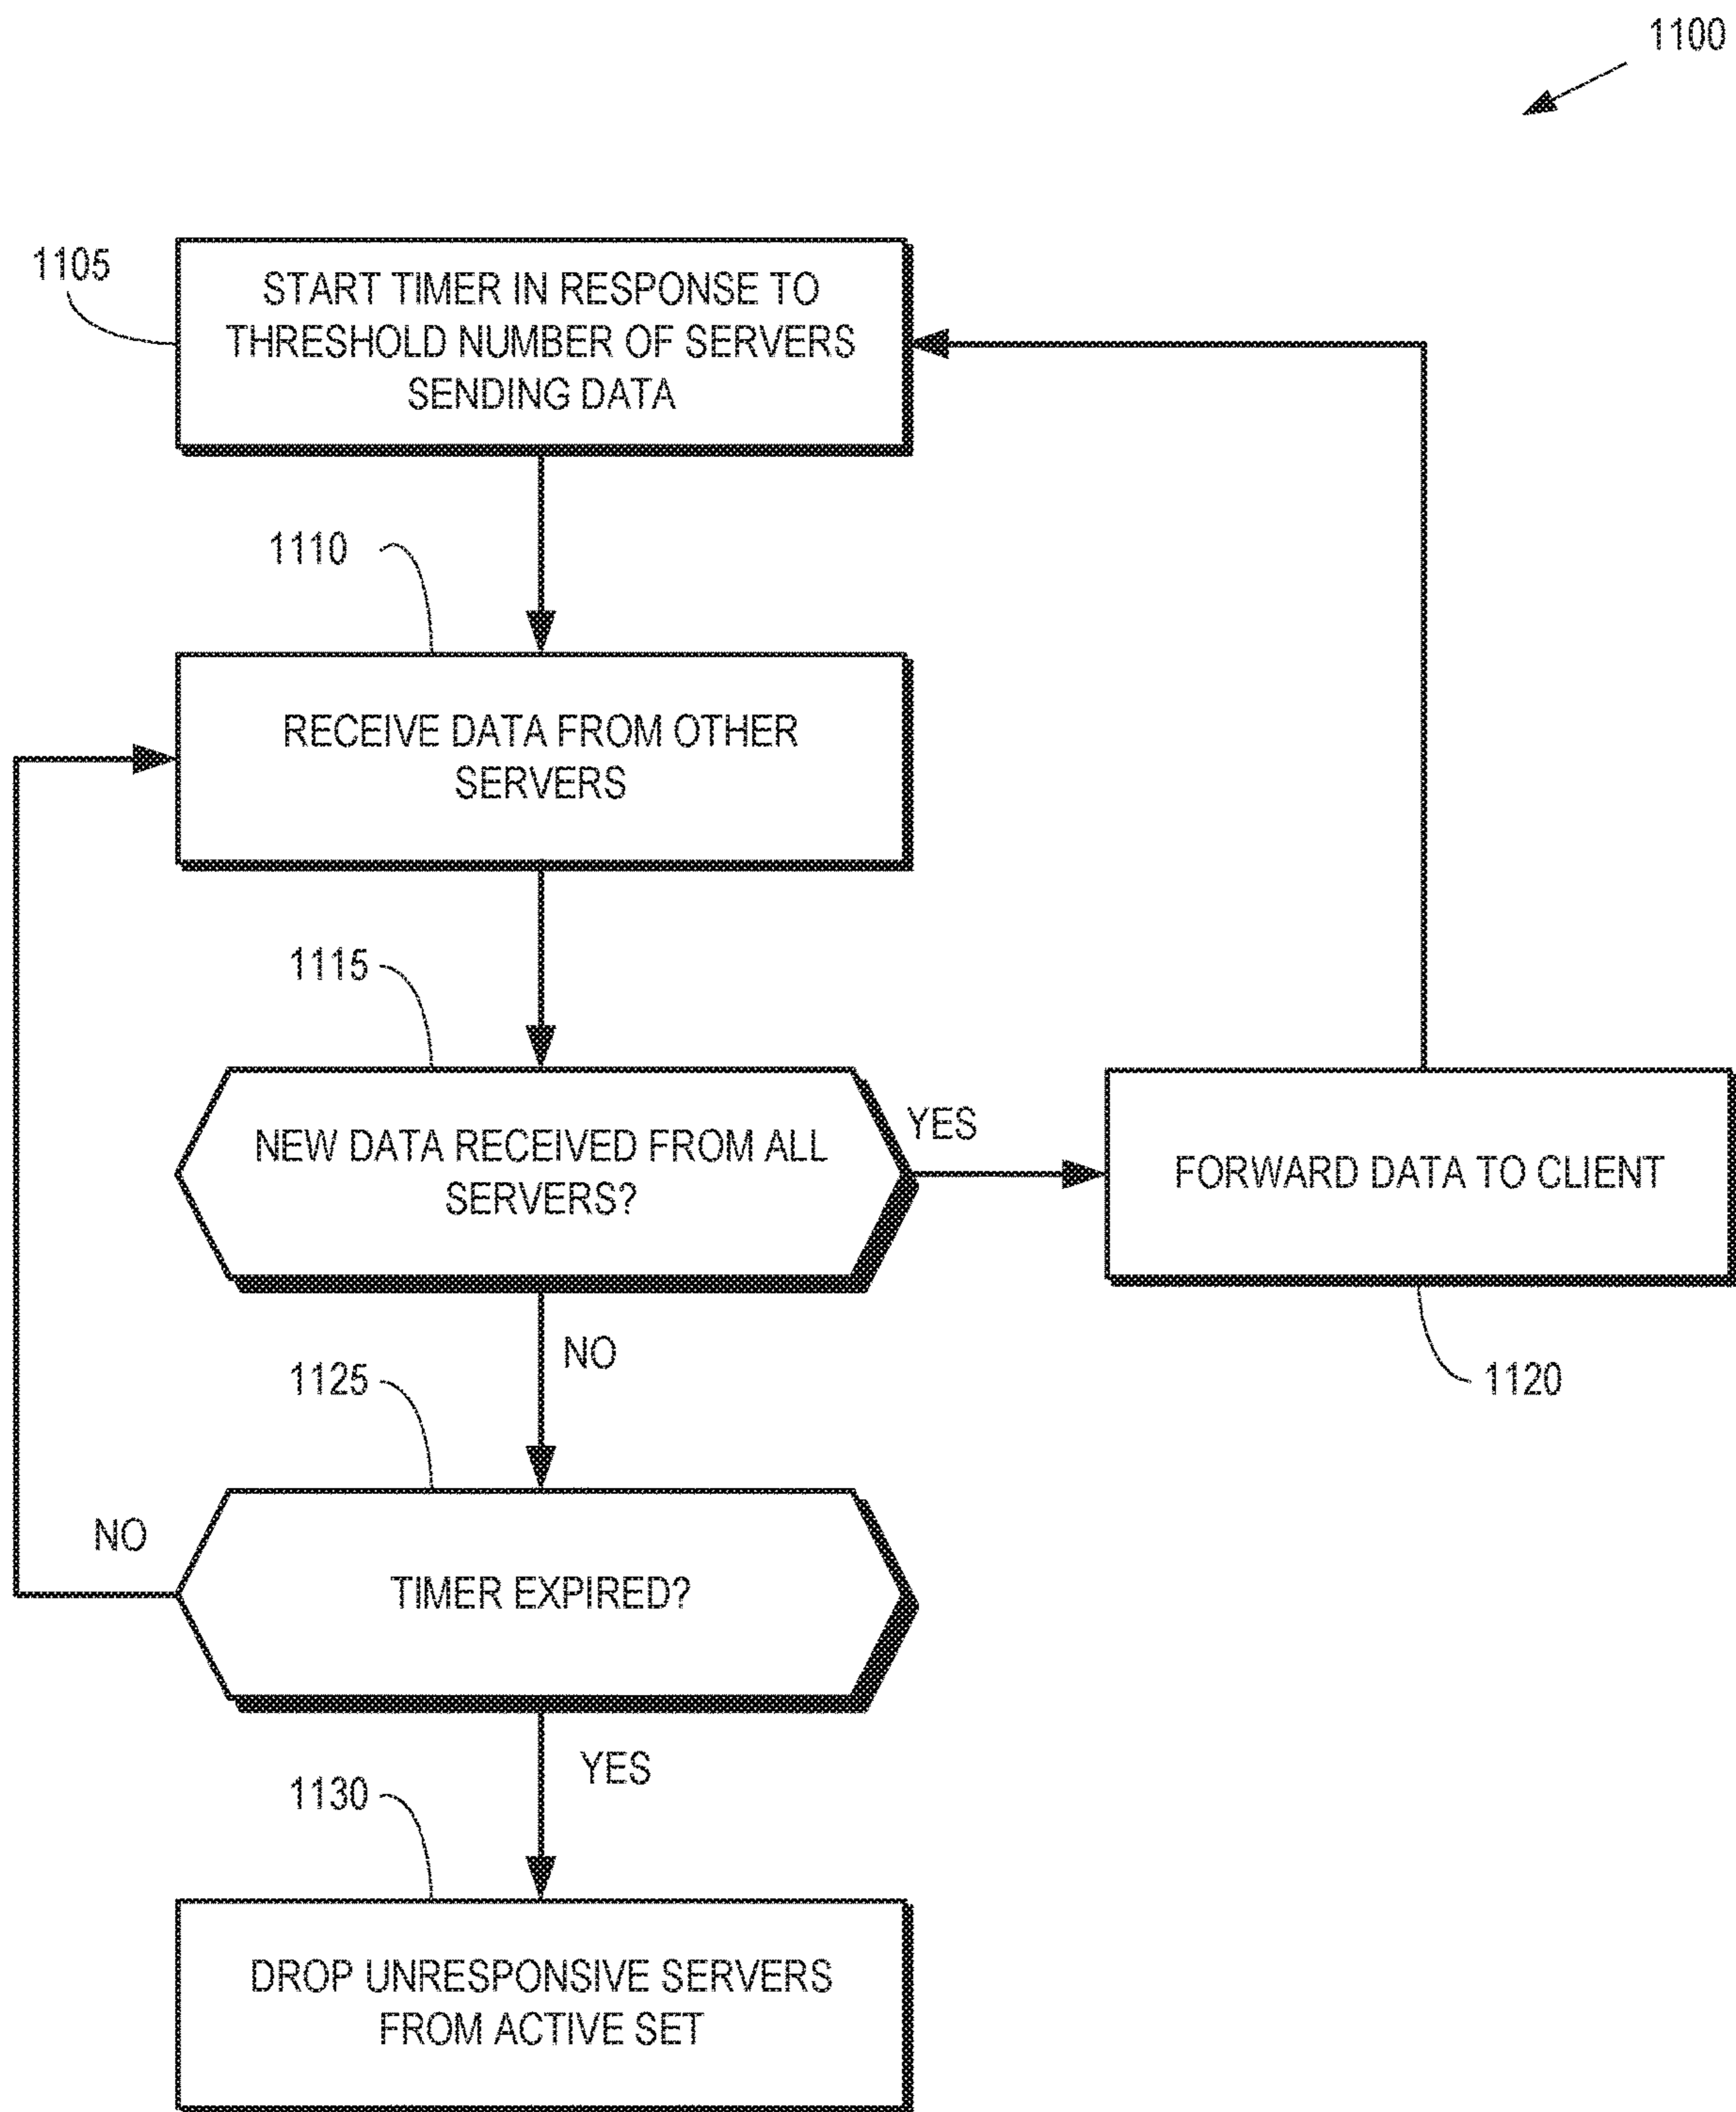 1100
1105
START TIMER IN RESPONSE TO
THRESHOLD NUMBER OF SERVERS
SENDING DATA
1110
RECEIVE DATA FROM OTHER
SERVERS
1115
NEW DATA RECEIVED FROM ALL
SERVERS?
YES
FORWARD DATA TO CLIENT
1120
NO
1125
TIMER EXPIRED?
NO
YES
1130
DROP UNRESPONSIVE SERVERS
FROM ACTIVE SET